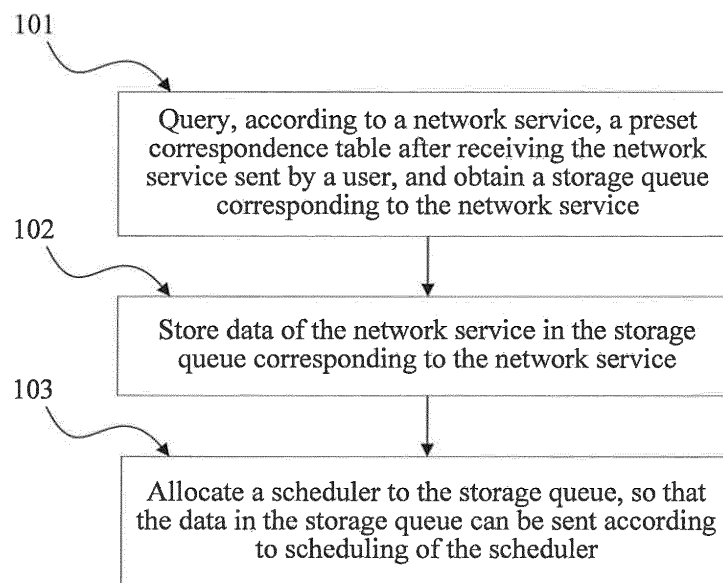 101
Query, according to a network service, a preset
correspondence table after receiving the network
service sent by a user, and obtain a storage queue
corresponding to the network service
102
Store data of the network service in the storage
queue corresponding to the network service
103
Allocate a scheduler to the storage queue, so that
the data in the storage queue can be sent according
to scheduling of the scheduler